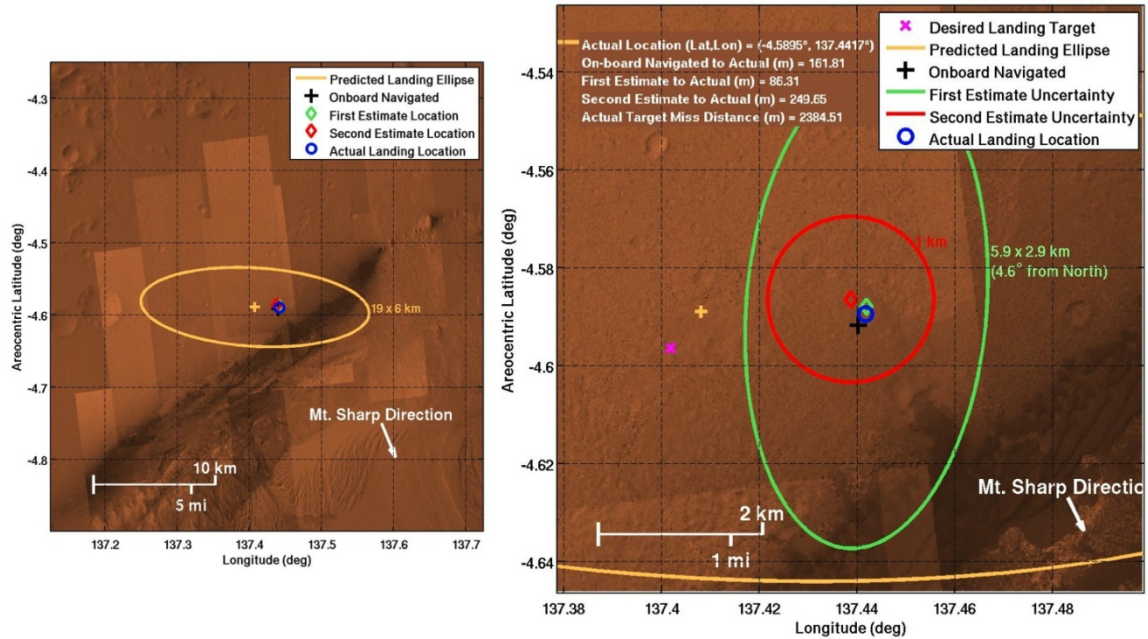 -4.3
-4.4
-4.5
-4.6
-4.7
-4.8
Areocentric Latitude (deg)
Predicted Landing Ellipse
Onboard Navigated
First Estimate Location
Second Estimate Location
Actual Landing Location
19 x 6 km
Mt. Sharp Direction
10 km
5 mi
137.2 137.3 137.4 137.5 137.6 137.7
Longitude (deg)
-4.54
-4.56
-4.58
-4.6
-4.62
-4.64
Areocentric Latitude (deg)
Actual Location (Lat,Lon) = (-4.5895°, 137.4417°)
On-board Navigated to Actual (m) = 161.81
First Estimate to Actual (m) = 86.31
Second Estimate to Actual (m) = 249.65
Actual Target Miss Distance (m) = 2384.51
Desired Landing Target
Predicted Landing Ellipse
Onboard Navigated
First Estimate Uncertainty
Second Estimate Uncertainty
Actual Landing Location
1 km
5.9 x 2.9 km
(4.6° from North)
Mt. Sharp Directio
2 km
1 mi
137.38 137.4 137.42 137.44 137.46 137.48
Longitude (deg)